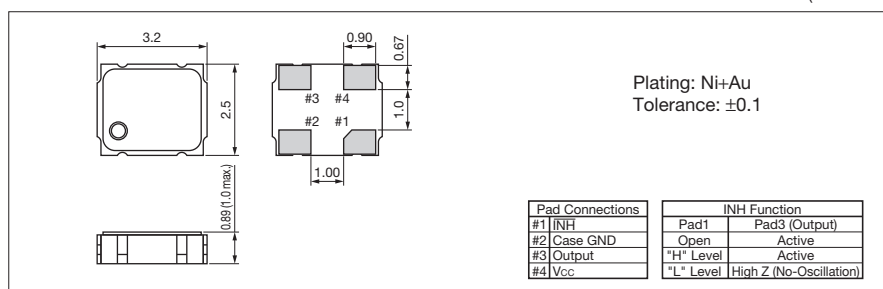 (
3.2
0.90
0.67
2.5
#3 #4
#2 #1
1.0
1.00
0.89 (1.0 max.)
Plating: Ni+Au
Tolerance: ±0.1
Pad Connections
#1 INH
#2 Case GND
#3 Output
#4 Vcc
INH Function
Pad1 Pad3 (Output)
Open Active
"H" Level Active
"L" Level High Z (No-Oscillation)